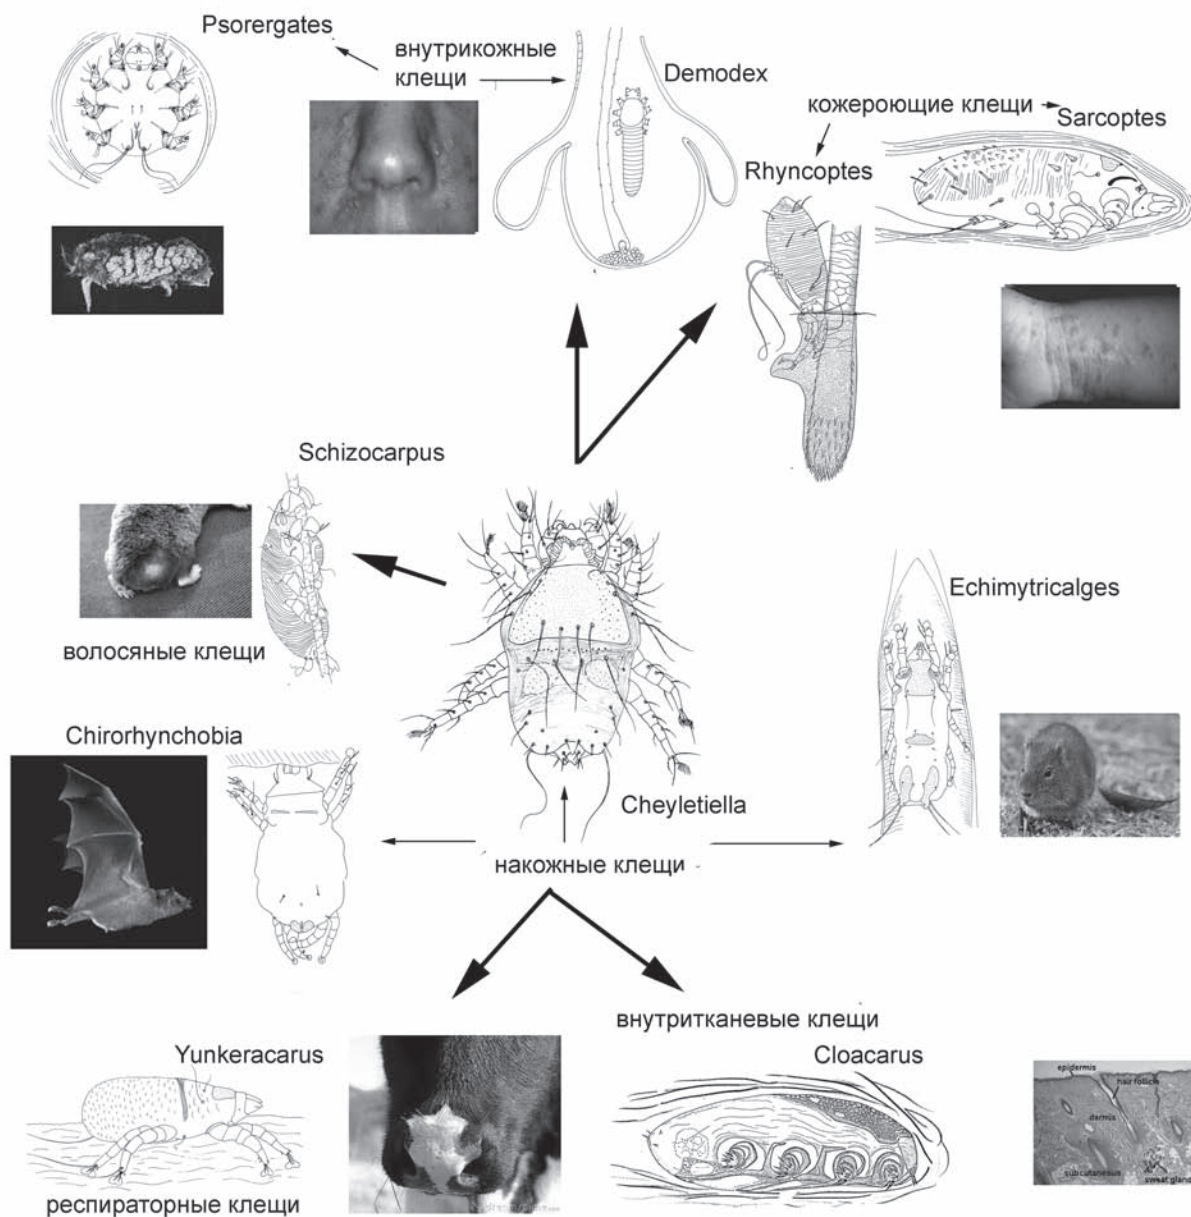 Psorergates
внутрикожные
клещи
Demodex
кожероющие клещи
Sarcoptes
Rhyncoptes
Schizocarpus
волосяные клещи
Echimytricalges
Chirorhynchobia
Cheyletiella
накожные клещи
внутритканевые клещи
Yunkeracarus
Cloacarus
epidermis
hair follicle
dermis
subcutaneous
sweat gland
респираторные клещи